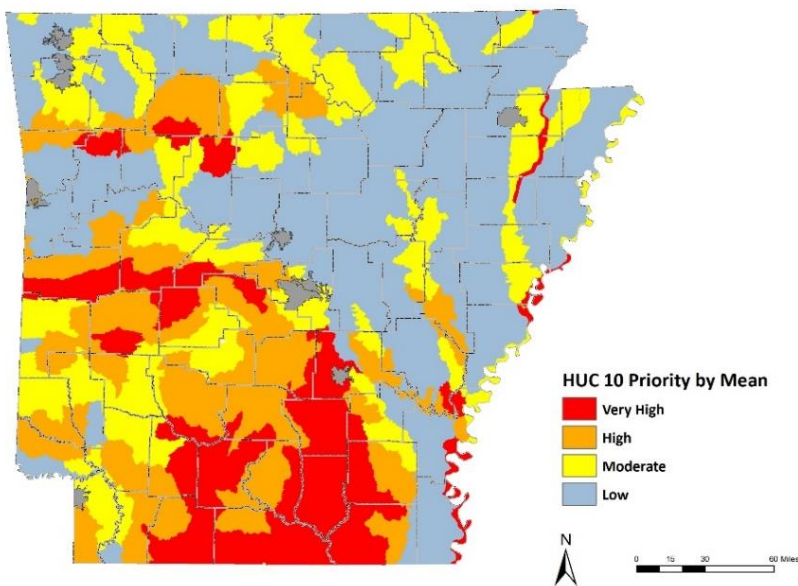 HUC 10 Priority by Mean
Very High
High
Moderate
Low
N
0 15 30 60 Miles